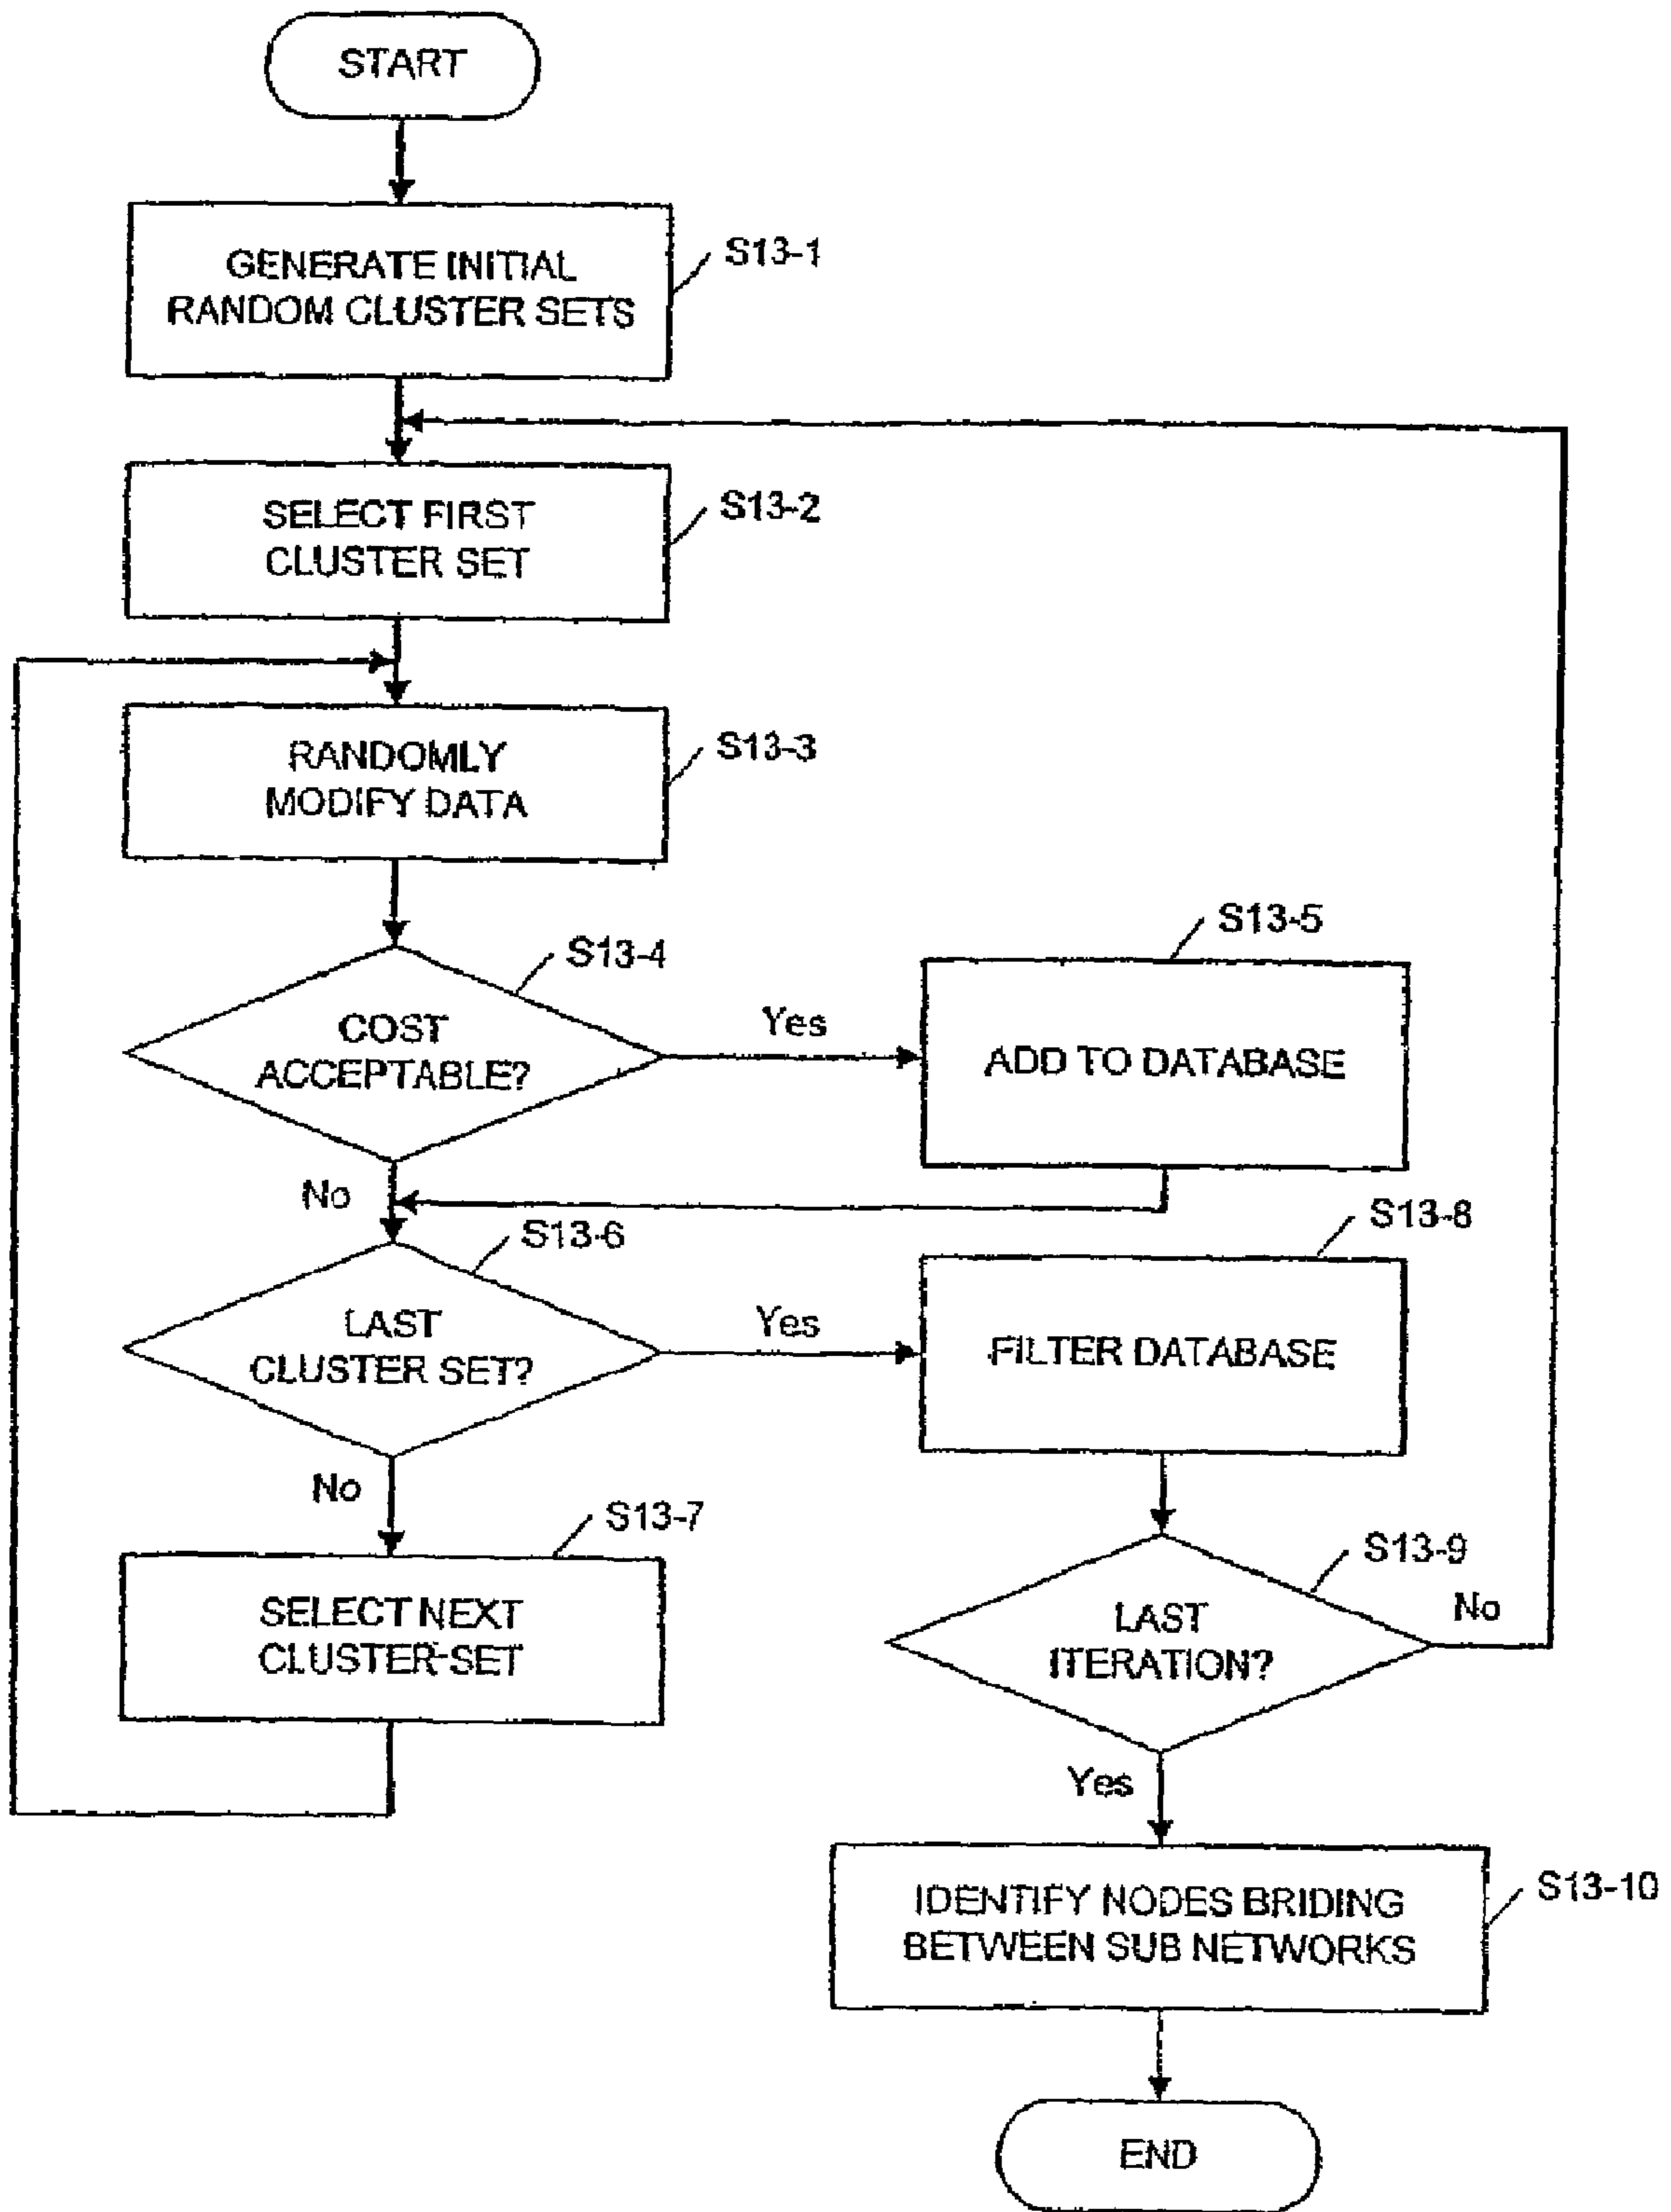 START
GENERATE INITIAL
RANDOM CLUSTER SETS
S13-1
SELECT FIRST
CLUSTER SET
S13-2
RANDOMLY
MODIFY DATA
S13-3
COST
ACCEPTABLE?
S13-4
Yes
No
ADD TO DATABASE
S13-5
LAST
CLUSTER SET?
S13-6
Yes
No
SELECT NEXT
CLUSTER-SET
S13-7
FILTER DATABASE
S13-8
LAST
ITERATION?
S13-9
No
Yes
IDENTIFY NODES BRIDING
BETWEEN SUB NETWORKS
S13-10
END